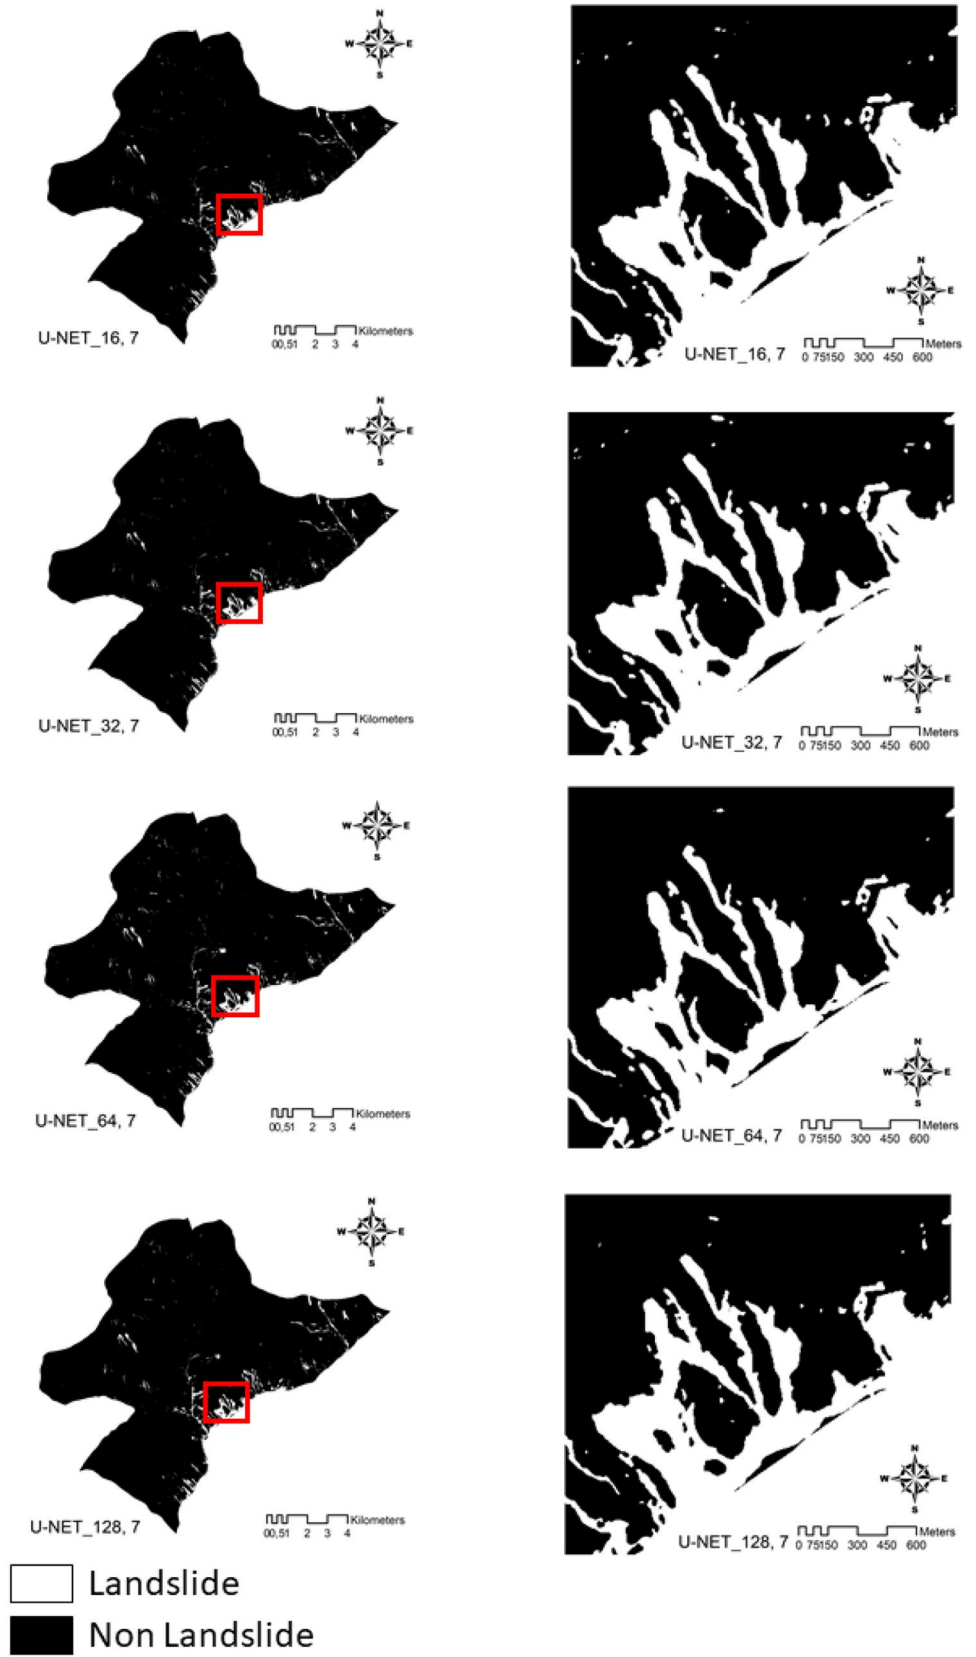 N
W E
S
U-NET_16, 7
Kilometers
00,51 2 3 4
N
W E
S
U-NET_16, 7
Meters
0 75150 300 450 600
N
W E
S
U-NET_32, 7
Kilometers
00,51 2 3 4
N
W E
S
U-NET_32, 7
Meters
0 75150 300 450 600
N
W E
S
U-NET_64, 7
Kilometers
00,51 2 3 4
N
W E
S
U-NET_64, 7
Meters
0 75150 300 450 600
N
W E
S
U-NET_128, 7
Kilometers
00,51 2 3 4
N
W E
S
U-NET_128, 7
Meters
0 75150 300 450 600
Landslide
Non Landslide